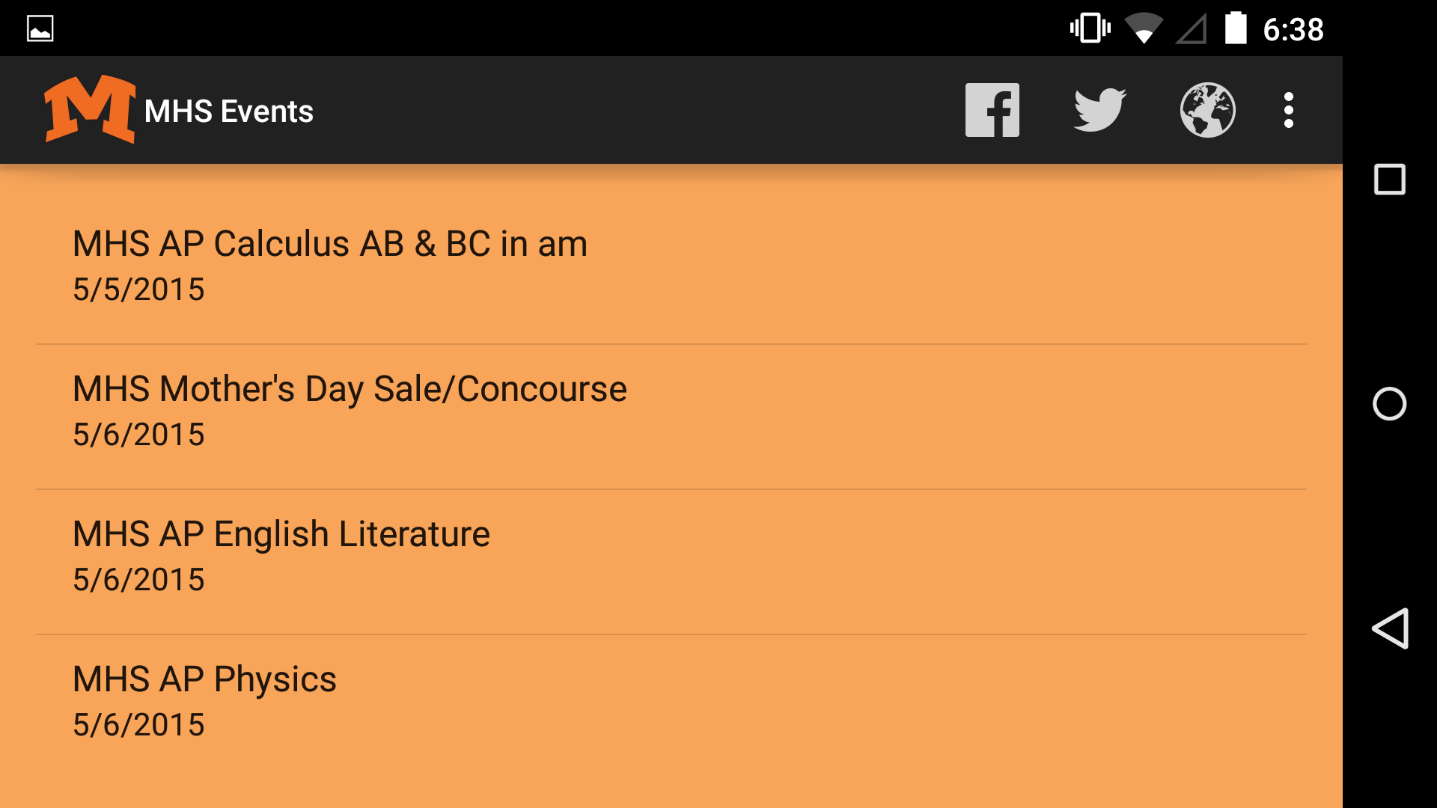 6:38
M MHS Events
MHS AP Calculus AB & BC in am
5/5/2015
MHS Mother's Day Sale/Concourse
5/6/2015
MHS AP English Literature
5/6/2015
MHS AP Physics
5/6/2015